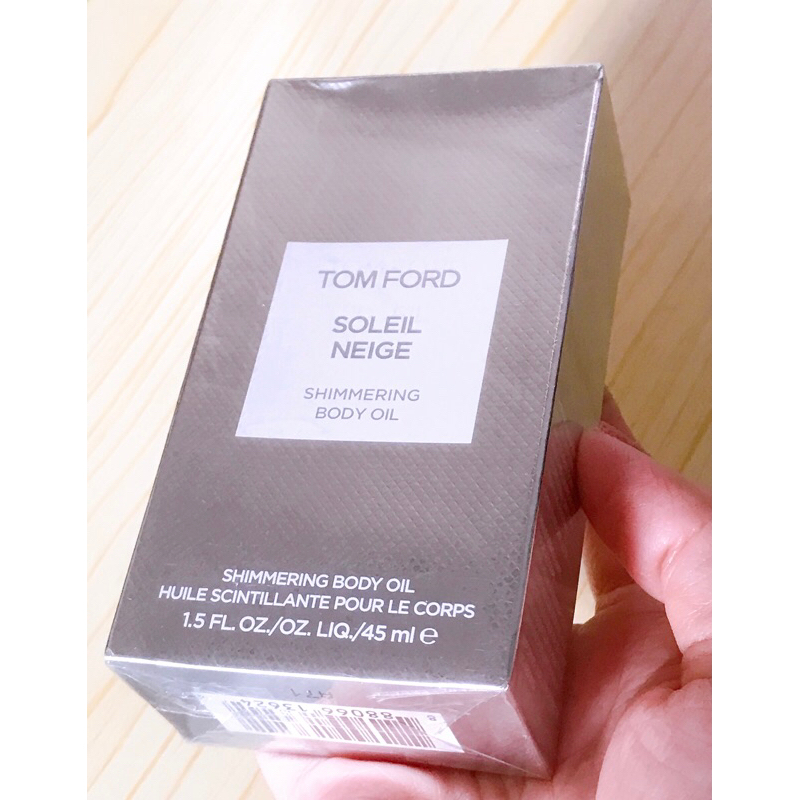 TOM FORD
SOLEIL
NEIGE
SHIMMERING
BODY OIL
SHIMMERING BODY OIL
HUILE SCINTILLANTE POUR LE CORPS
1.5 FL. OZ./OZ. LIQ./45 ml ℮
A71